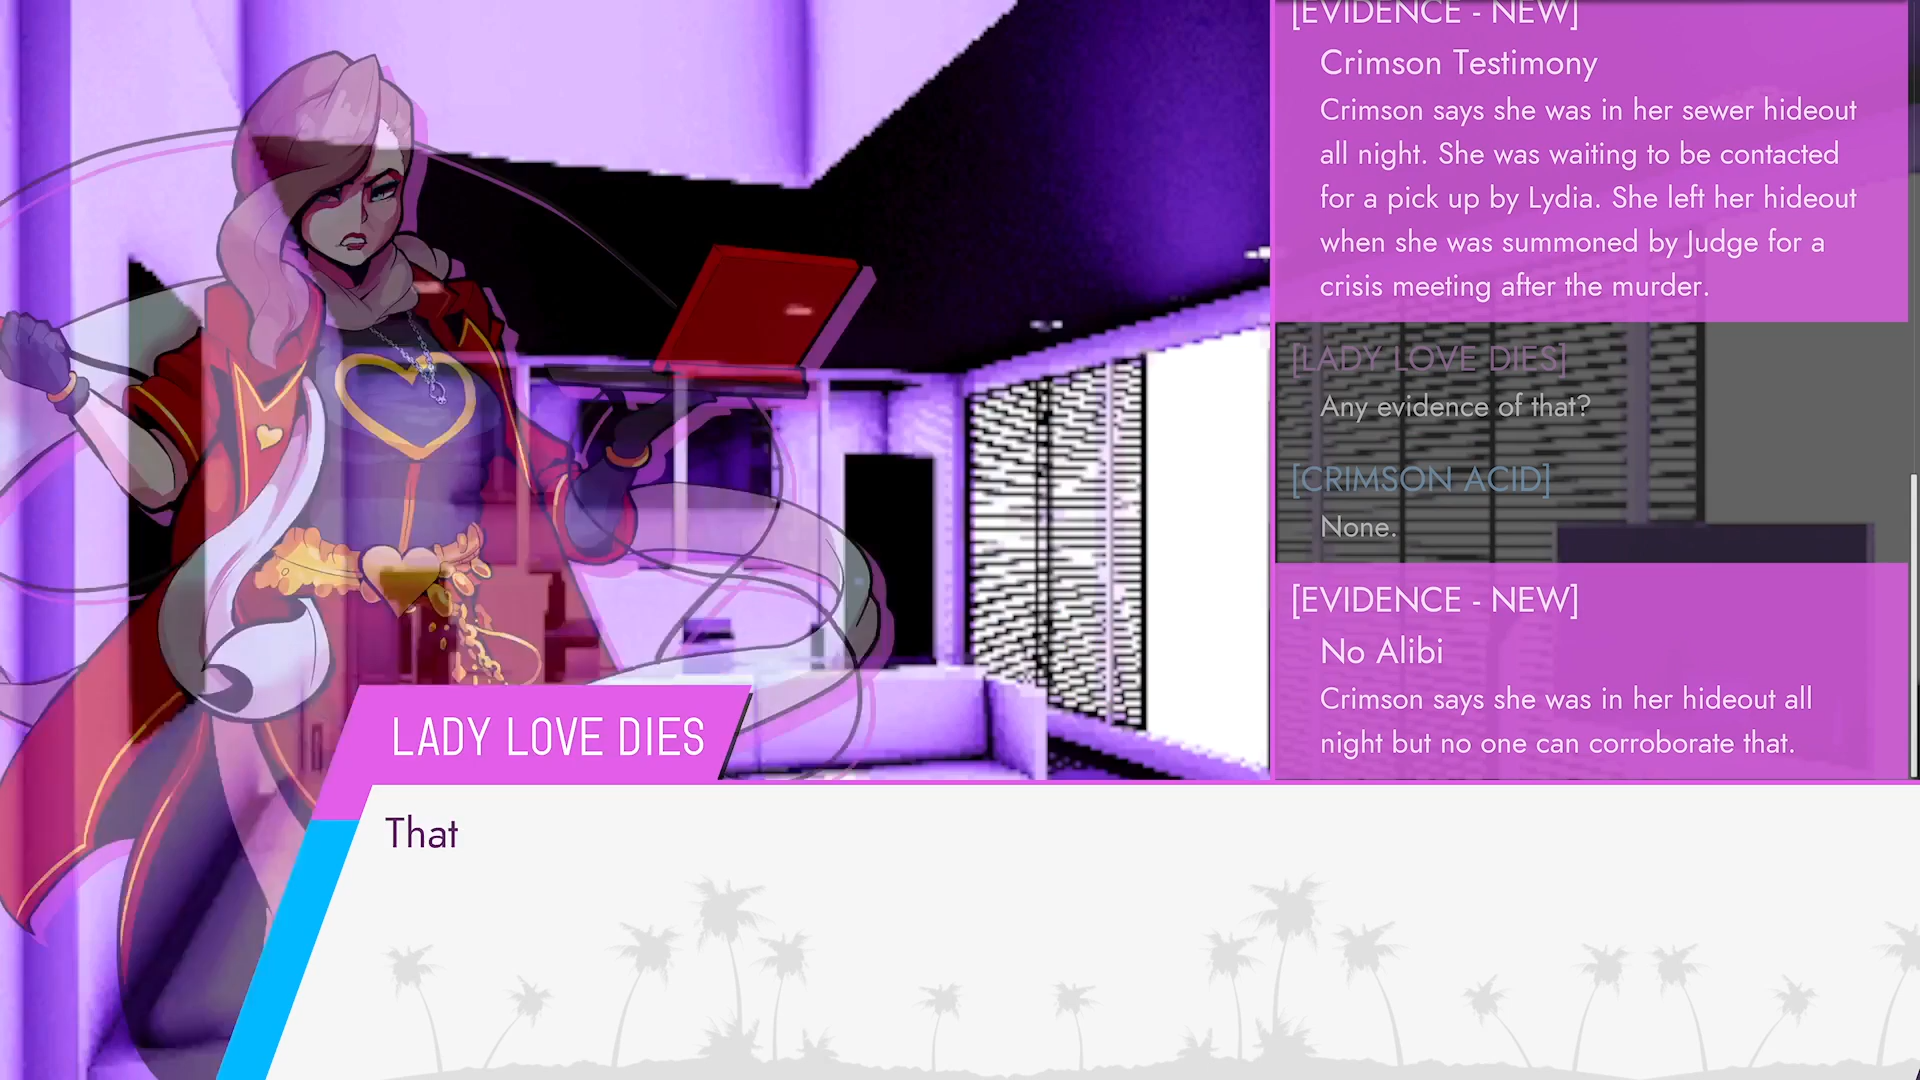 [EVIDENCE - NEW]
Crimson Testimony
Crimson says she was in her sewer hideout
all night. She was waiting to be contacted
for a pick up by Lydia. She left her hideout
when she was summoned by Judge for a
crisis meeting after the murder.
[LADY LOVE DIES]
Any evidence of that?
[CRIMSON ACID]
None.
[EVIDENCE - NEW]
No Alibi
Crimson says she was in her hideout all
night but no one can corroborate that.
LADY LOVE DIES
That